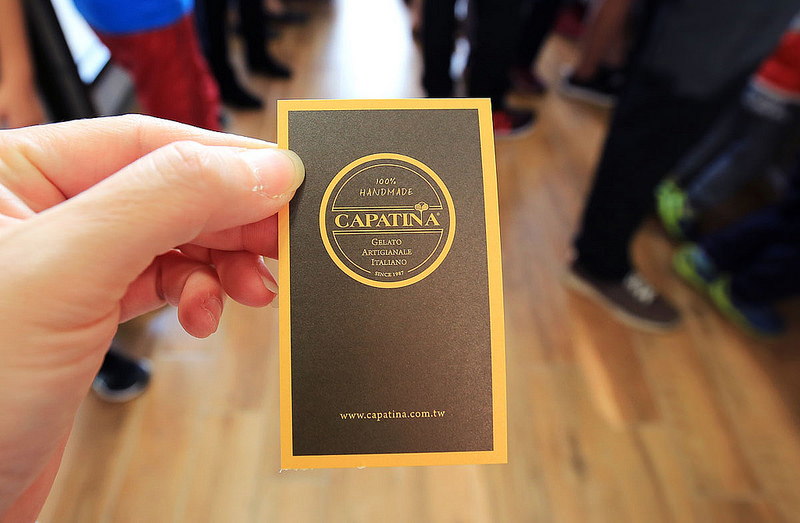 100%
HANDMADE
CAPATINA®
GELATO
ARTIGIANALE
ITALIANO
SINCE 1987
www.capatina.com.tw